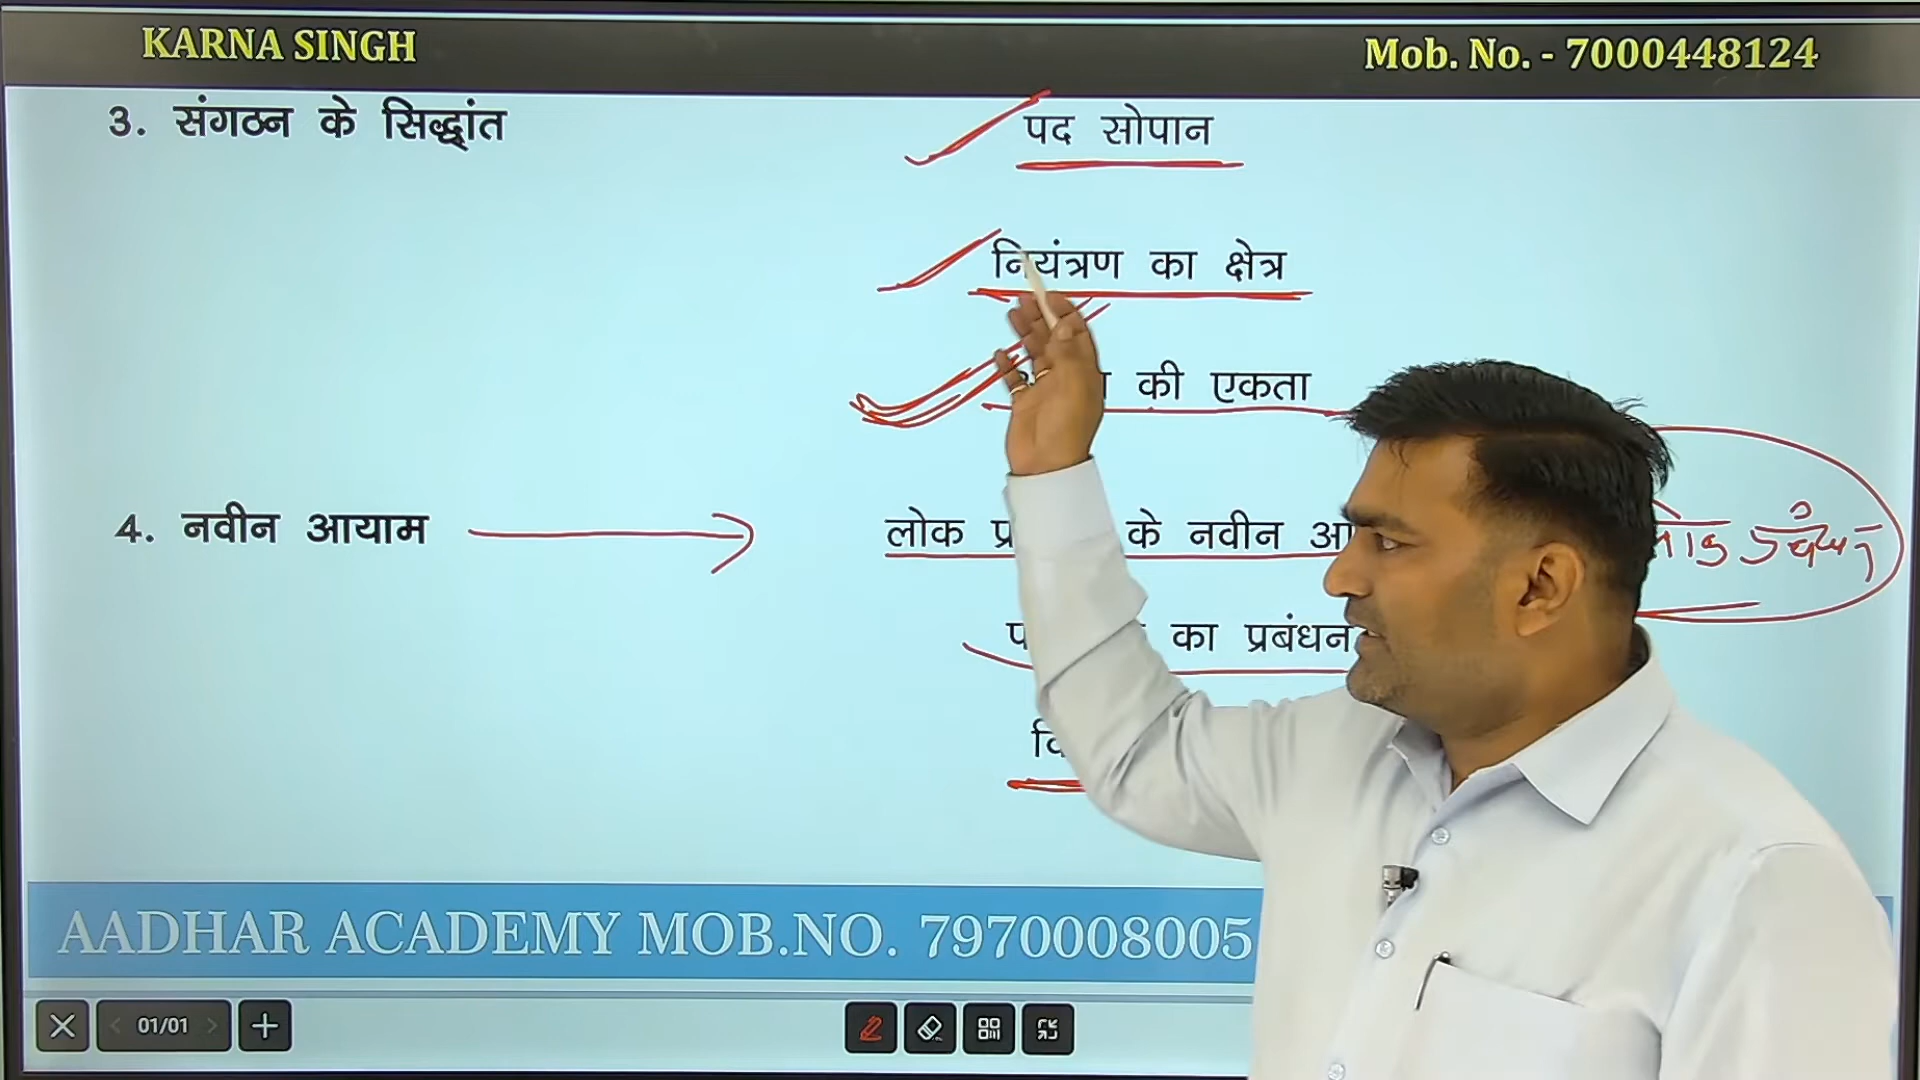 KARNA SINGH
Mob. No. - 7000448124
3. संगठन के सिद्धांत
पद सोपान
नियंत्रण का क्षेत्र
की एकता
4. नवीन आयाम
लोक के नवीन
का प्रबंधन
AADHAR ACADEMY MOB.NO. 7970008005
01/01